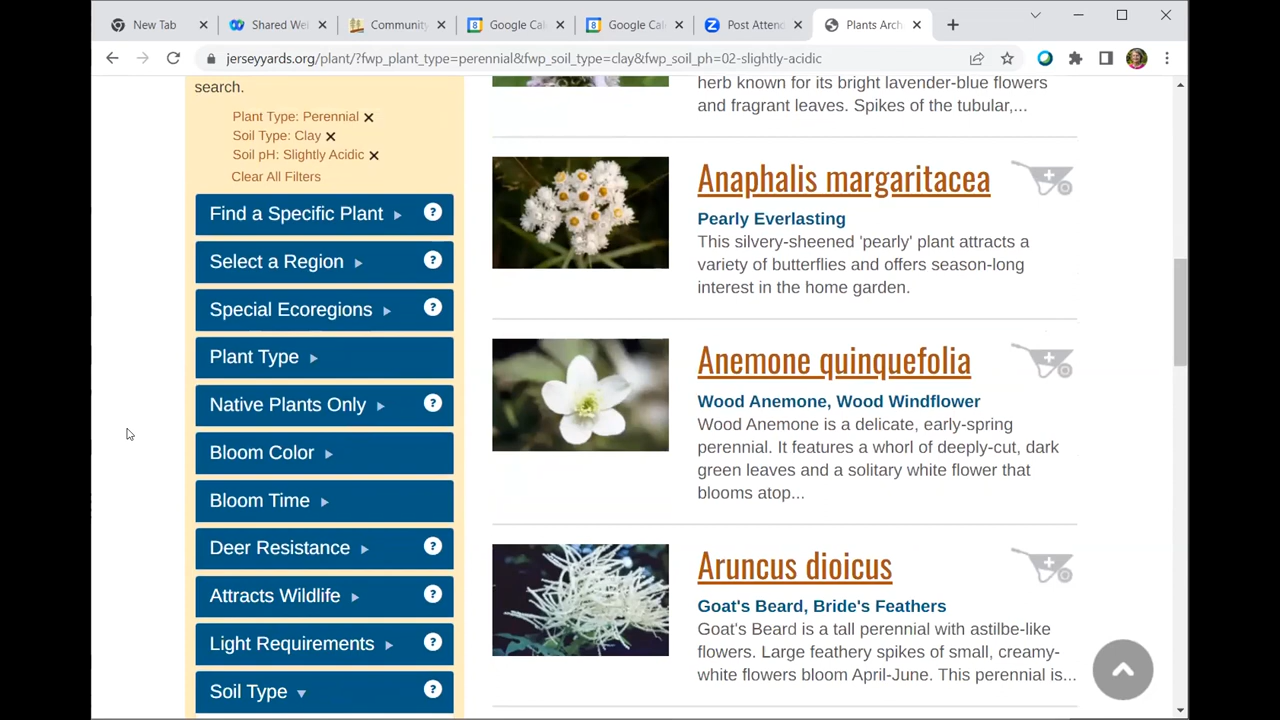 New Tab
Shared Wel
Community
Google Cal
Google Cal
Post Attend
Plants Arch
jerseyyards.org/plant/?fwp_plant_type=perennial&fwp_soil_type=clay&fwp_soil_ph=02-slightly-acidic
search.
Plant Type: Perennial
Soil Type: Clay
Soil pH: Slightly Acidic
Clear All Filters
Find a Specific Plant ?
Select a Region ?
Special Ecoregions ?
Plant Type
Native Plants Only ?
Bloom Color
Bloom Time
Deer Resistance ?
Attracts Wildlife ?
Light Requirements ?
Soil Type ?
herb known for its bright lavender-blue flowers
and fragrant leaves. Spikes of the tubular,...
Anaphalis margaritacea
Pearly Everlasting
This silvery-sheened 'pearly' plant attracts a
variety of butterflies and offers season-long
interest in the home garden.
Anemone quinquefolia
Wood Anemone, Wood Windflower
Wood Anemone is a delicate, early-spring
perennial. It features a whorl of deeply-cut, dark
green leaves and a solitary white flower that
blooms atop...
Aruncus dioicus
Goat's Beard, Bride's Feathers
Goat's Beard is a tall perennial with astilbe-like
flowers. Large feathery spikes of small, creamy-
white flowers bloom April-June. This perennial is...